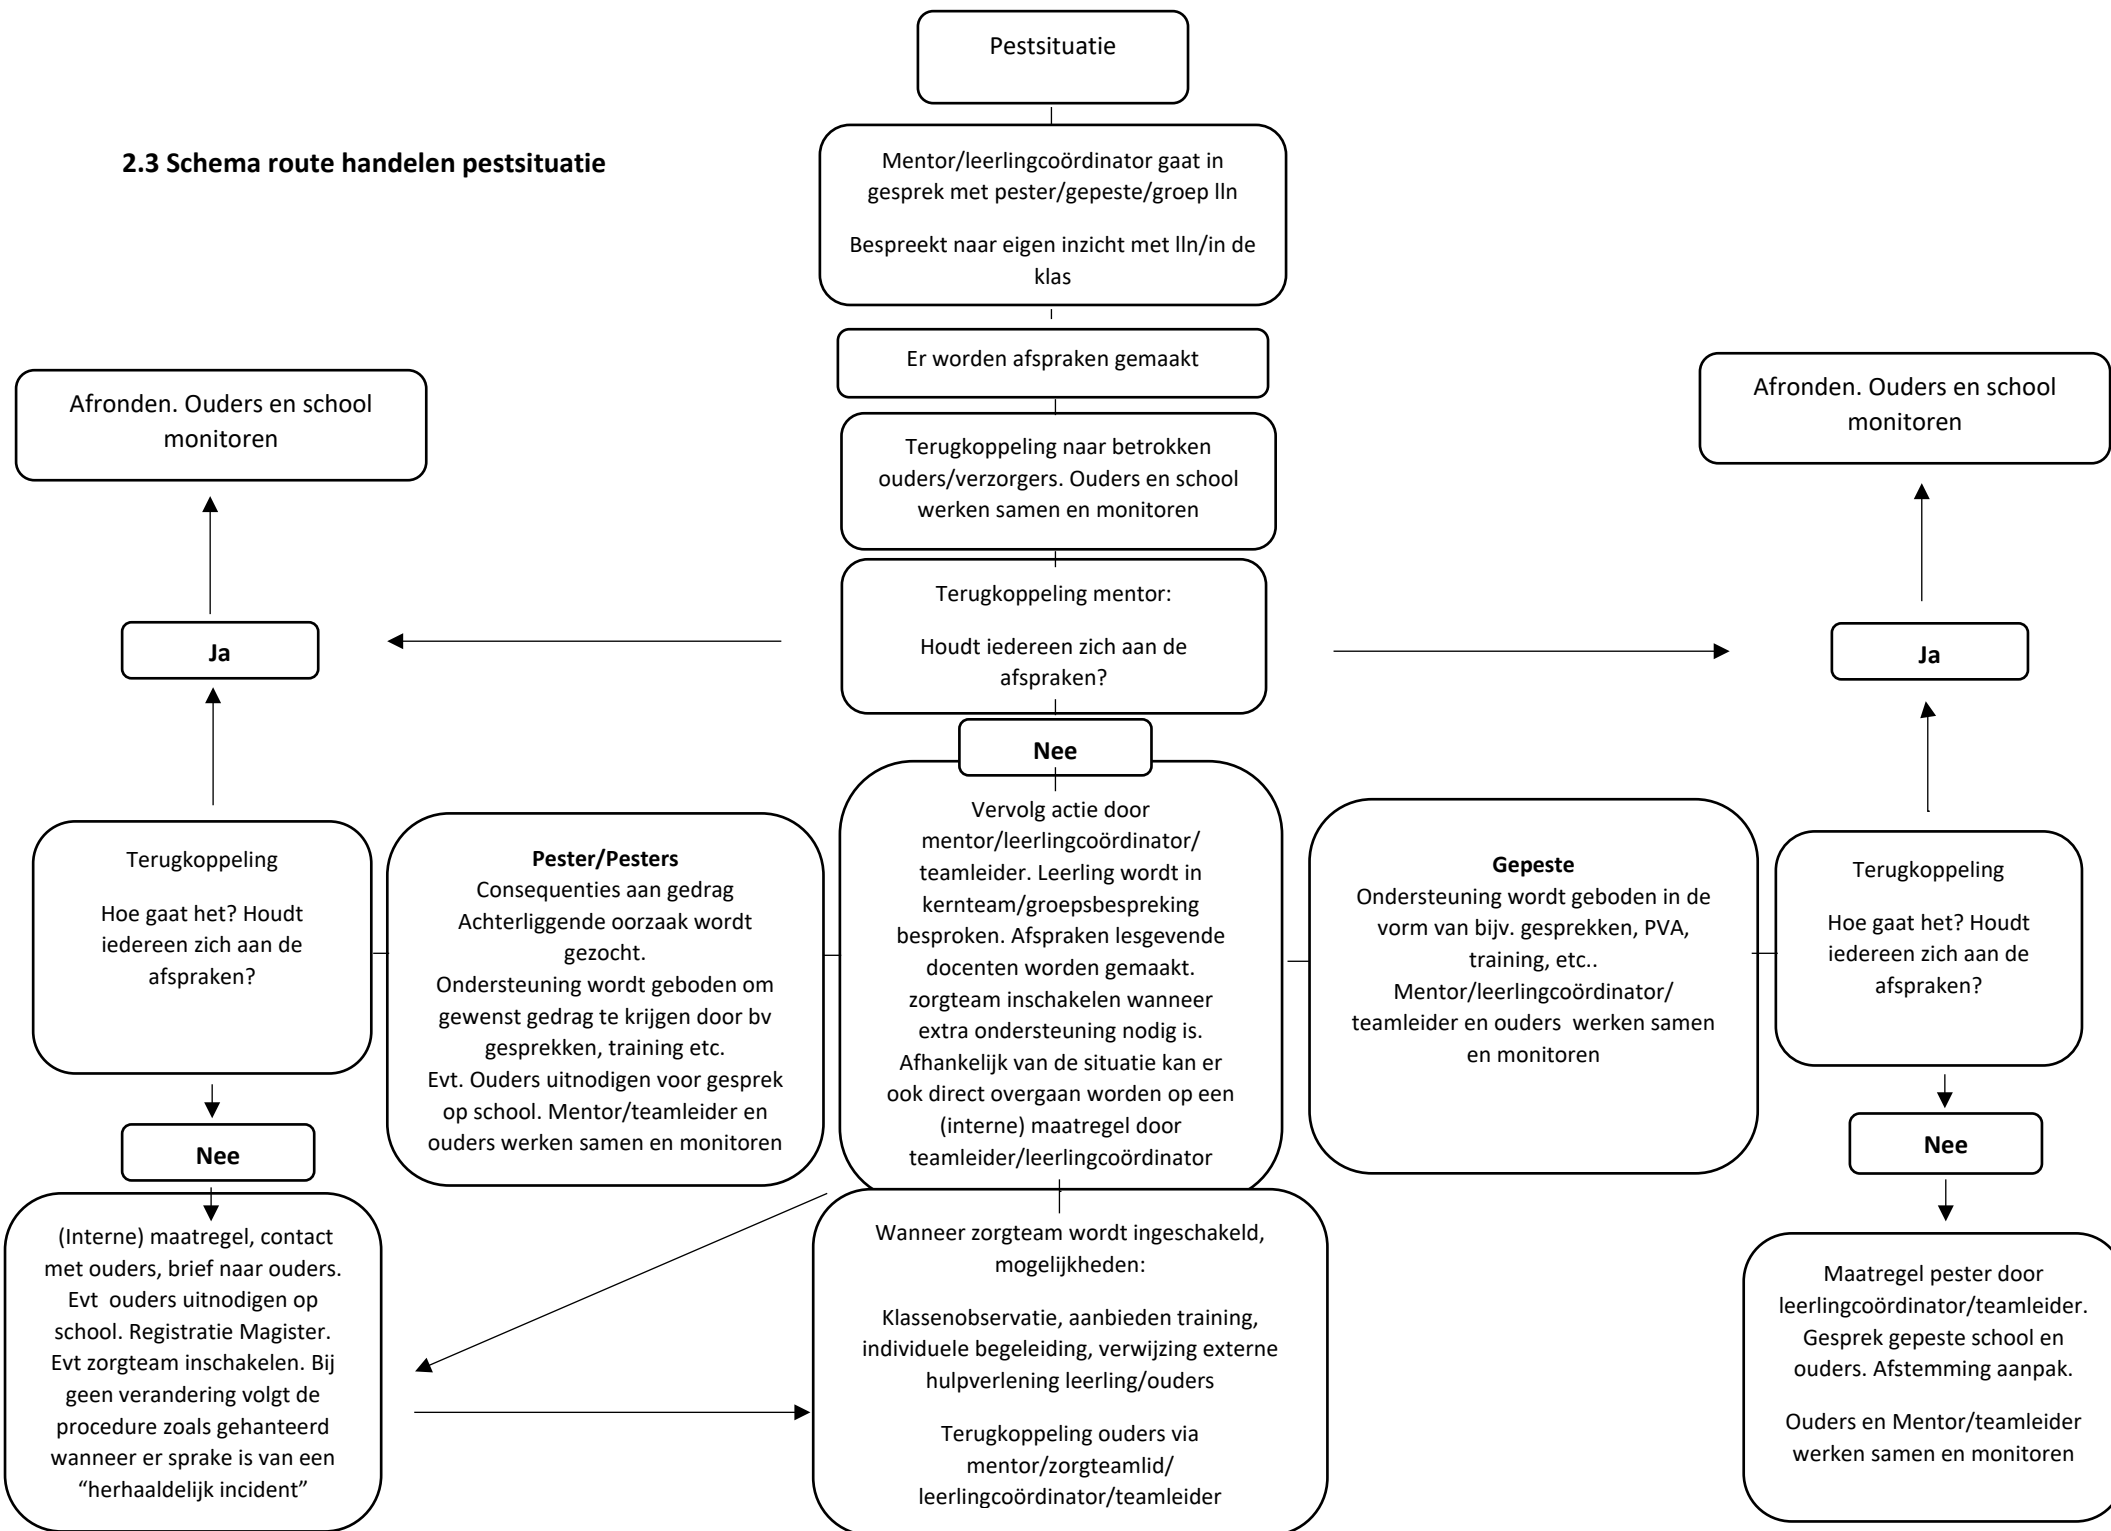 Pestsituatie
2.3 Schema route handelen pestsituatie
Mentor/leerlingcoördinator gaat in
gesprek met pester/gepeste/groep lln
Bespreekt naar eigen inzicht met lln/in de
klas
Er worden afspraken gemaakt
Afronden. Ouders en school
monitoren
Afronden. Ouders en school
monitoren
Terugkoppeling naar betrokken
ouders/verzorgers. Ouders en school
werken samen en monitoren
Terugkoppeling mentor:
Houdt iedereen zich aan de
afspraken?
Ja
Ja
Nee
Terugkoppeling
Hoe gaat het? Houdt
iedereen zich aan de
afspraken?
Pester/Pesters
Consequenties aan gedrag
Achterliggende oorzaak wordt
gezocht.
Ondersteuning wordt geboden om
gewenst gedrag te krijgen door bv
gesprekken, training etc.
Evt. Ouders uitnodigen voor gesprek
op school. Mentor/teamleider en
ouders werken samen en monitoren
Vervolg actie door
mentor/leerlingcoördinator/
teamleider. Leerling wordt in
kernteam/groepsbespreking
besproken. Afspraken lesgevende
docenten worden gemaakt.
zorgteam inschakelen wanneer
extra ondersteuning nodig is.
Afhankelijk van de situatie kan er
ook direct overgaan worden op een
(interne) maatregel door
teamleider/leerlingcoördinator
Gepeste
Ondersteuning wordt geboden in de
vorm van bijv. gesprekken, PVA,
training, etc..
Mentor/leerlingcoördinator/
teamleider en ouders  werken samen
en monitoren
Terugkoppeling
Hoe gaat het? Houdt
iedereen zich aan de
afspraken?
Nee
Nee
(Interne) maatregel, contact
met ouders, brief naar ouders.
Evt  ouders uitnodigen op
school. Registratie Magister.
Evt zorgteam inschakelen. Bij
geen verandering volgt de
procedure zoals gehanteerd
wanneer er sprake is van een
“herhaaldelijk incident”
Wanneer zorgteam wordt ingeschakeld,
mogelijkheden:
Klassenobservatie, aanbieden training,
individuele begeleiding, verwijzing externe
hulpverlening leerling/ouders
Terugkoppeling ouders via
mentor/zorgteamlid/
leerlingcoördinator/teamleider
Maatregel pester door
leerlingcoördinator/teamleider.
Gesprek gepeste school en
ouders. Afstemming aanpak.
Ouders en Mentor/teamleider
werken samen en monitoren